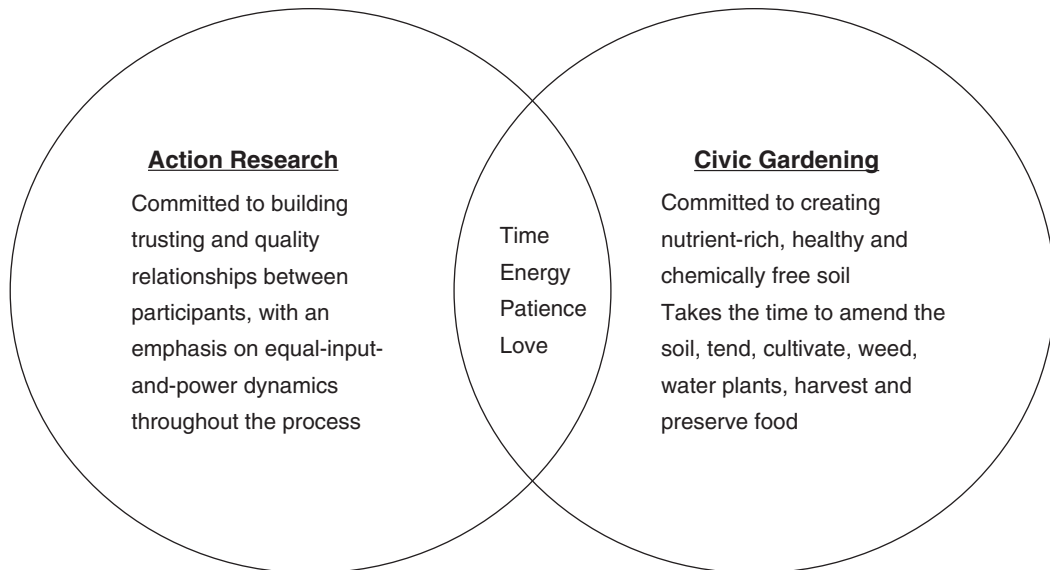 Action Research
Committed to building
trusting and quality
relationships between
participants, with an
emphasis on equal-input-
and-power dynamics
throughout the process
Time
Energy
Patience
Love
Civic Gardening
Committed to creating
nutrient-rich, healthy and
chemically free soil
Takes the time to amend the
soil, tend, cultivate, weed,
water plants, harvest and
preserve food